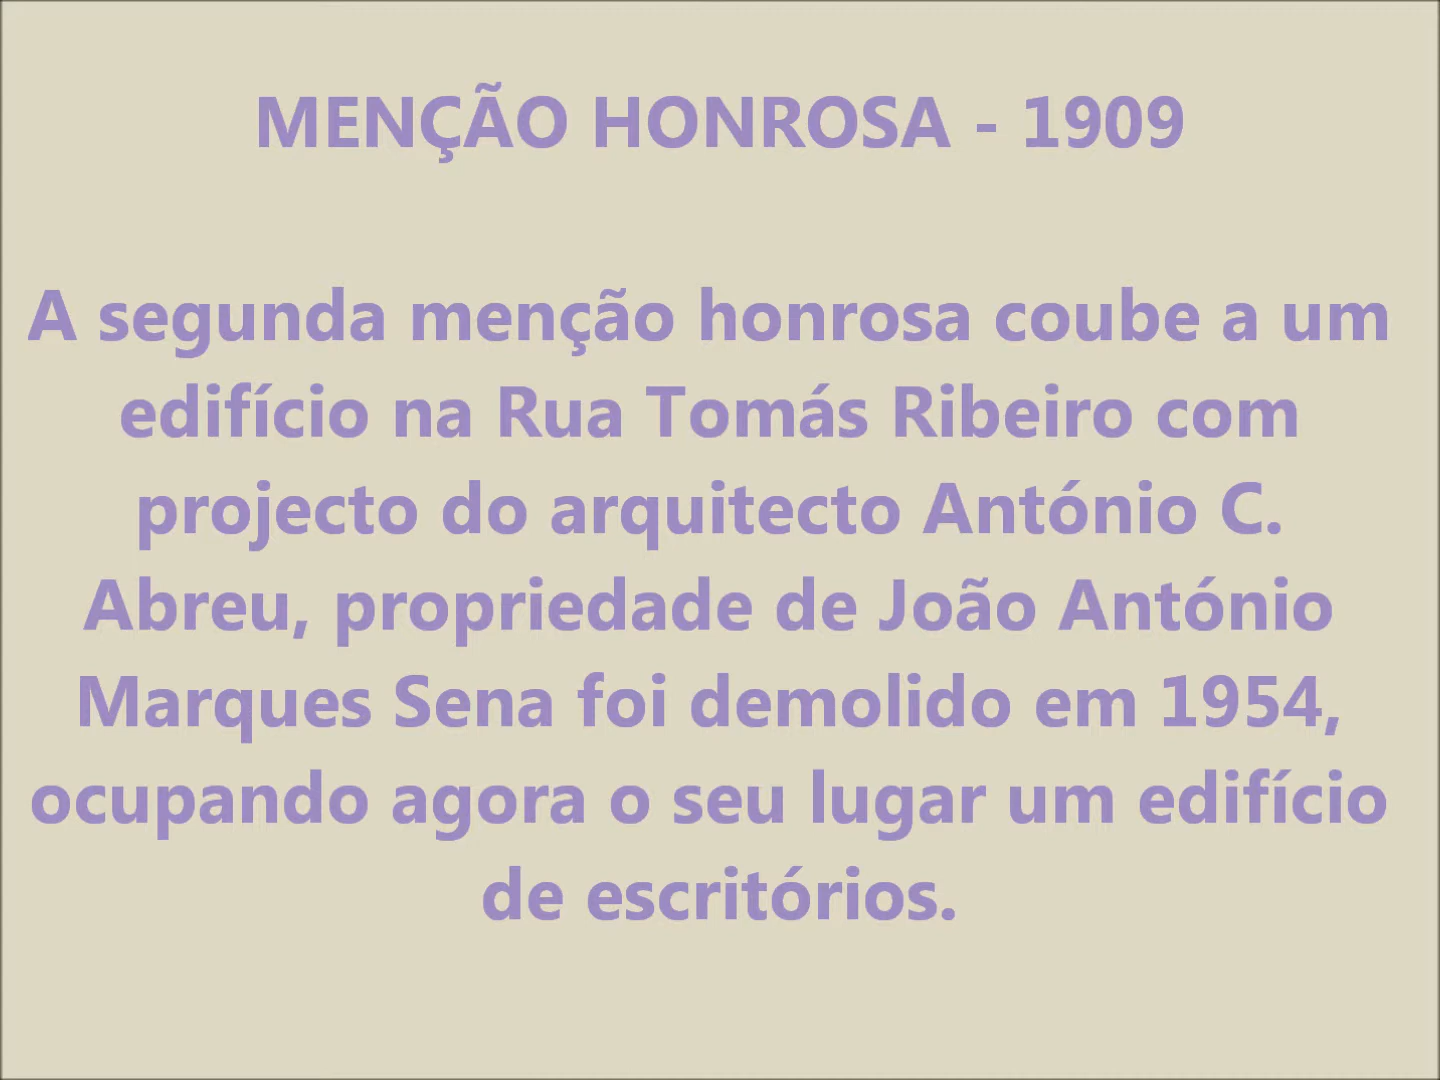 MENÇÃO HONROSA - 1909
A segunda menção honrosa coube a um
edifício na Rua Tomás Ribeiro com
projecto do arquitecto António C.
Abreu, propriedade de João António
Marques Sena foi demolido em 1954,
ocupando agora o seu lugar um edifício
de escritórios.